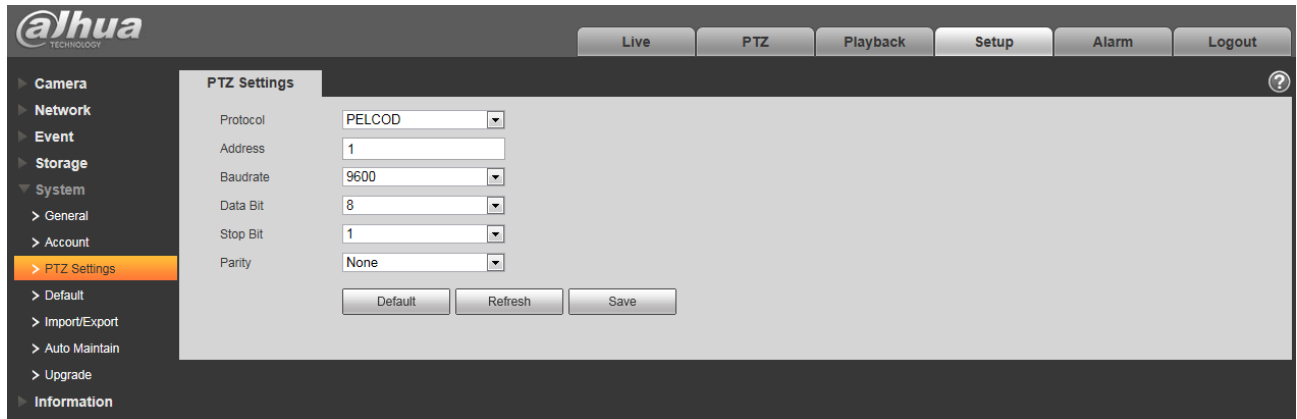 alhua
TECHNOLOGY
Live PTZ Playback Setup Alarm Logout
Camera
Network
Event
Storage
System
> General
> Account
> PTZ Settings
> Default
> Import/Export
> Auto Maintain
> Upgrade
Information
PTZ Settings
?
Protocol PELCOD
Address 1
Baudrate 9600
Data Bit 8
Stop Bit 1
Parity None
Default Refresh Save